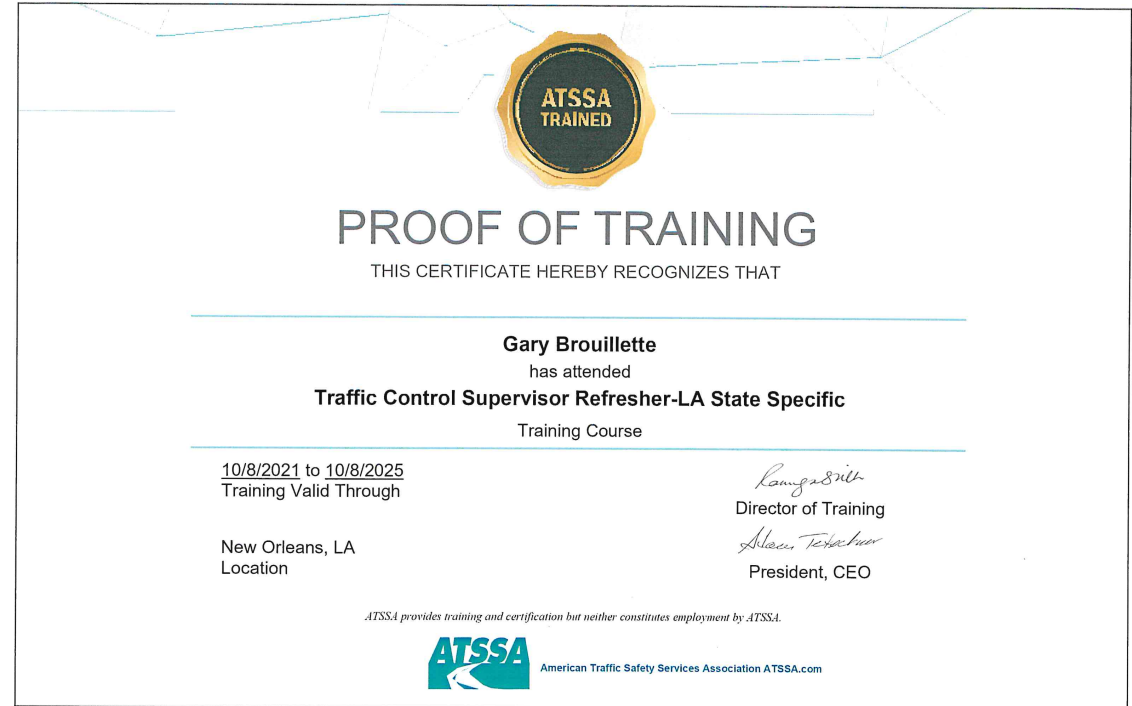 ATSSA
TRAINED
PROOF OF TRAINING
THIS CERTIFICATE HEREBY RECOGNIZES THAT
Gary Brouillette
has attended
Traffic Control Supervisor Refresher-LA State Specific
Training Course
10/8/2021 to 10/8/2025
Training Valid Through
Director of Training
New Orleans, LA
Location
President, CEO
ATSSA provides training and certification but neither constitutes employment by ATSSA.
ATSSA
American Traffic Safety Services Association ATSSA.com